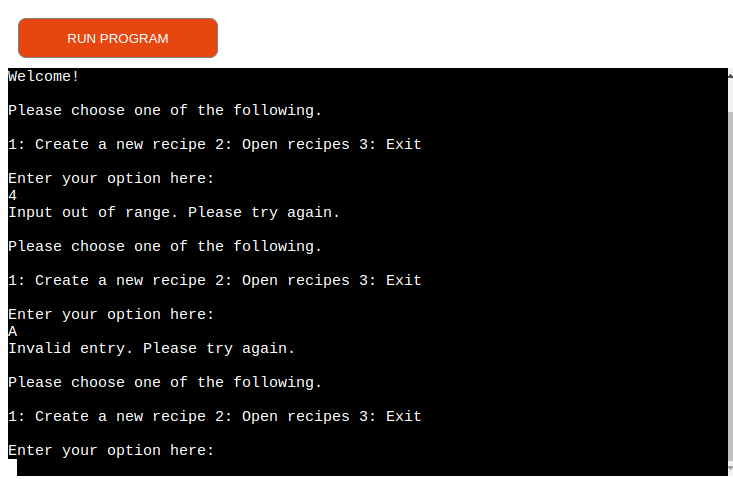 RUN PROGRAM
Welcome!
Please choose one of the following.
1: Create a new recipe 2: Open recipes 3: Exit
Enter your option here:
4
Input out of range. Please try again.
Please choose one of the following.
1: Create a new recipe 2: Open recipes 3: Exit
Enter your option here:
A
Invalid entry. Please try again.
Please choose one of the following.
1: Create a new recipe 2: Open recipes 3: Exit
Enter your option here: